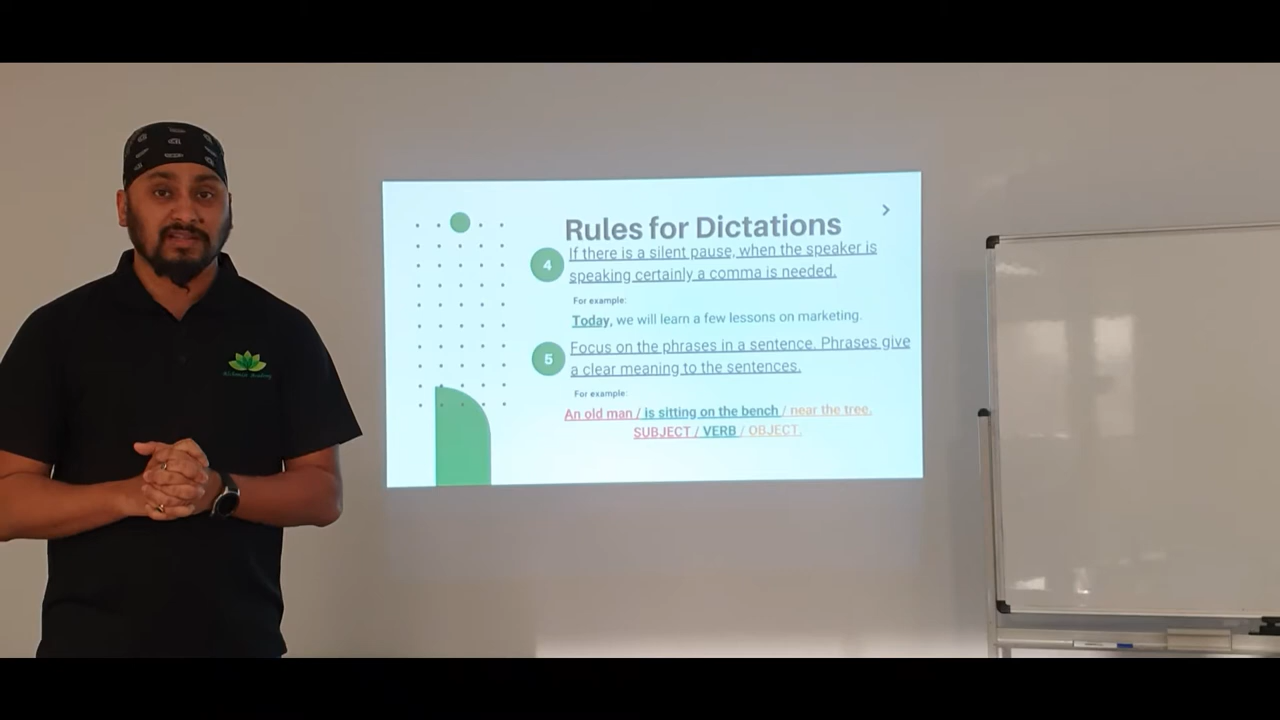 Rules for Dictations
4
If there is a silent pause, when the speaker is
speaking certainly a comma is needed.
For example:
Today, we will learn a few lessons on marketing.
5
Focus on the phrases in a sentence. Phrases give
a clear meaning to the sentences.
For example:
An old man / is sitting on the bench / near the tree.
SUBJECT / VERB / OBJECT.